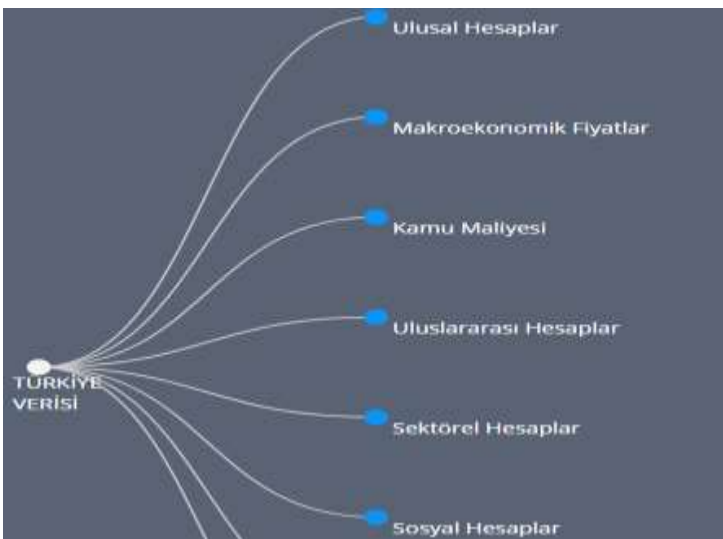 Ulusal Hesaplar
Makroekonomik Fiyatlar
Kamu Maliyesi
Uluslararası Hesaplar
TÜRKİYE
VERİSİ
Sektörel Hesaplar
Sosyal Hesaplar